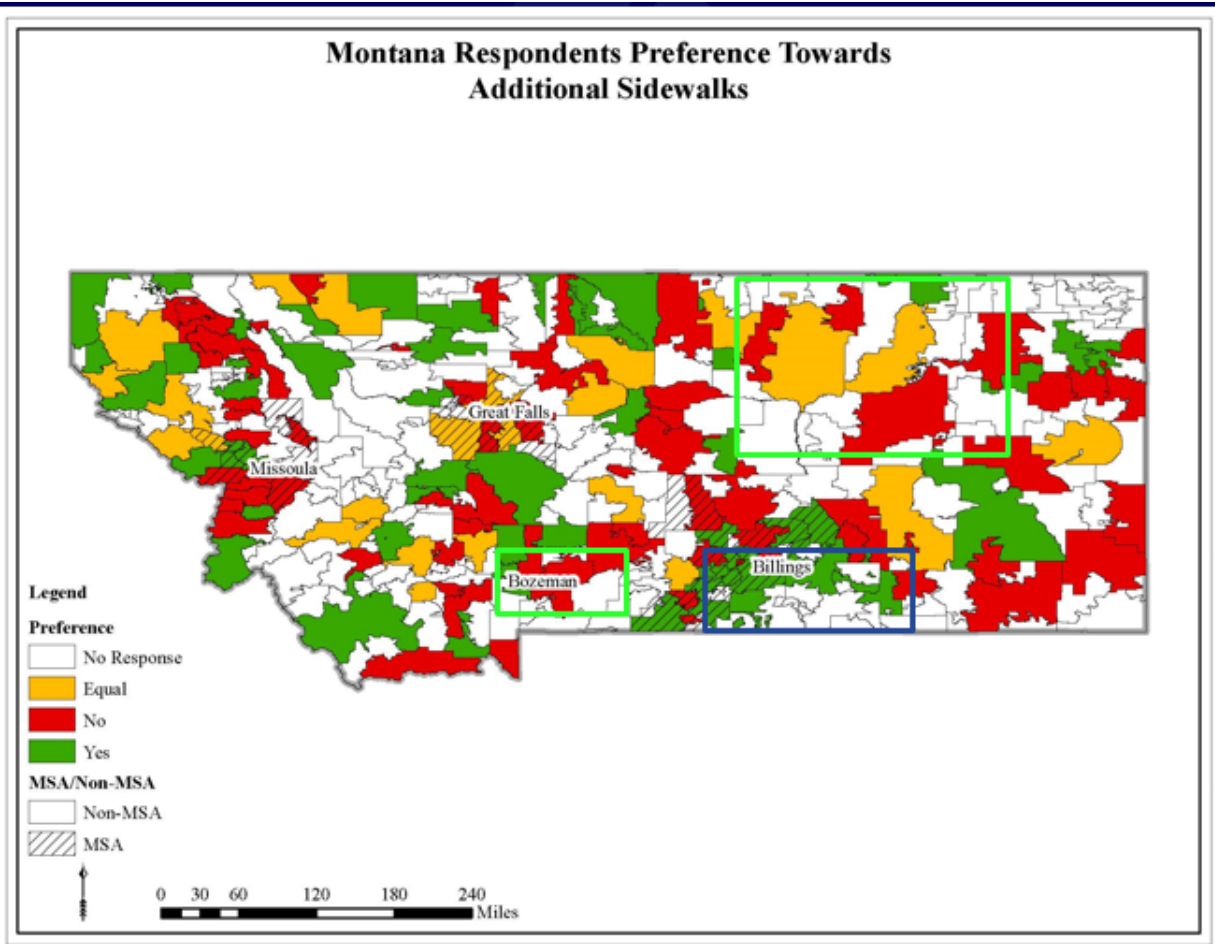 Montana Respondents Preference Towards
Additional Sidewalks
Great Falls
Missoula
Bozeman
Billings
Legend
Preference
No Response
Equal
No
Yes
MSA/Non-MSA
Non-MSA
MSA
0 30 60 120 180 240
Miles